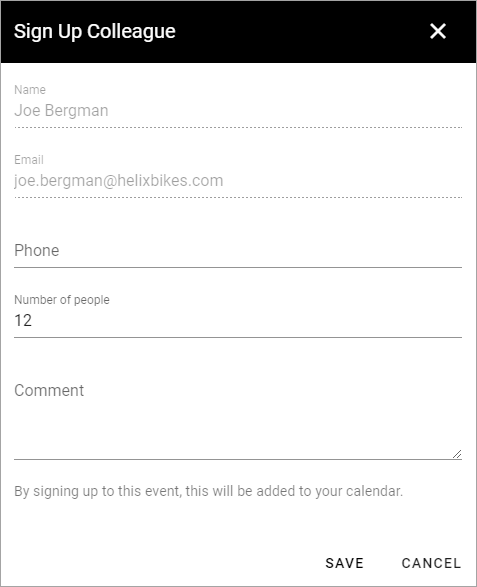 Sign Up Colleague
Name
Joe Bergman
Email
joe.bergman@helixbikes.com
Phone
Number of people
12
Comment
By signing up to this event, this will be added to your calendar.
SAVE CANCEL